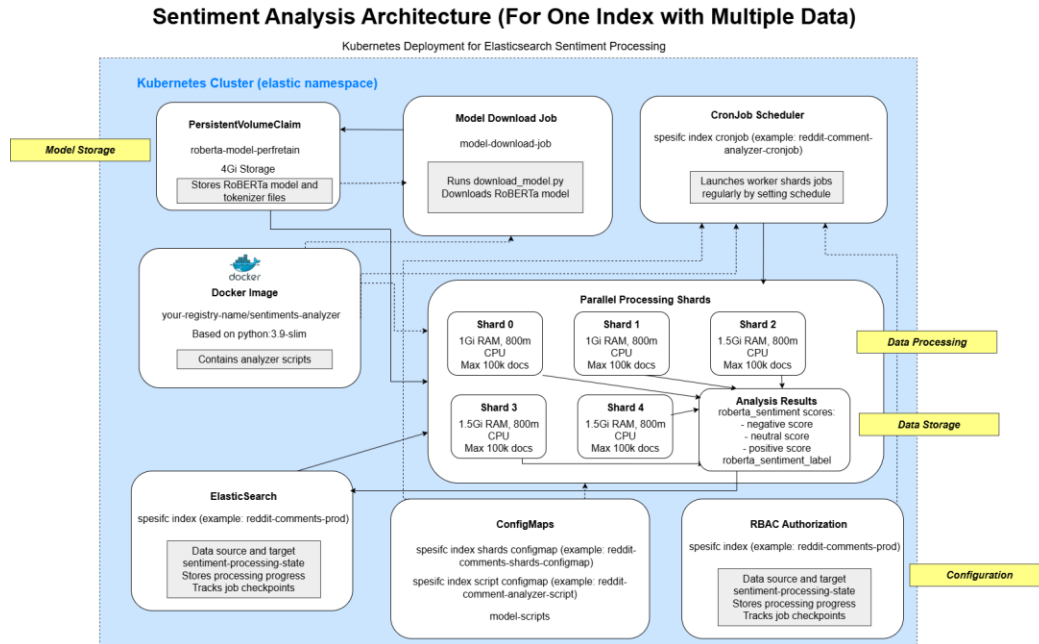 Sentiment Analysis Architecture (For One Index with Multiple Data)
Kubernetes Deployment for Elasticsearch Sentiment Processing
Kubernetes Cluster (elastic namespace)
Model Storage
PersistentVolumeClaim
roberta-model-perfretain
4Gi Storage
Stores RoBERTa model and
tokenizer files
Model Download Job
model-download-job
Runs download_model.py
Downloads RoBERTa model
CronJob Scheduler
spesifc index cronjob (example: reddit-comment-
analyzer-cronjob)
Launches worker shards jobs
regularly by setting schedule
docker
Docker Image
your-registry-name/sentiments-analyzer
Based on python:3.9-slim
Contains analyzer scripts
Parallel Processing Shards
Shard 0
1Gi RAM, 800m
CPU
Max 100k docs
Shard 1
1Gi RAM, 800m
CPU
Max 100k docs
Shard 2
1.5Gi RAM, 800m
CPU
Max 100k docs
Shard 3
1.5Gi RAM, 800m
CPU
Max 100k docs
Shard 4
1.5Gi RAM, 800m
CPU
Max 100k docs
Analysis Results
roberta_sentiment scores:
- negative score
- neutral score
- positive score
roberta_sentiment_label
Data Processing
Data Storage
ElasticSearch
spesifc index (example: reddit-comments-prod)
Data source and target
sentiment-processing-state
Stores processing progress
Tracks job checkpoints
ConfigMaps
spesifc index shards configmap (example: reddit-
comments-shards-configmap)
spesifc index script configmap (example: reddit-
comment-analyzer-script)
model-scripts
RBAC Authorization
spesifc index (example: reddit-comments-prod)
Data source and target
sentiment-processing-state
Stores processing progress
Tracks job checkpoints
Configuration